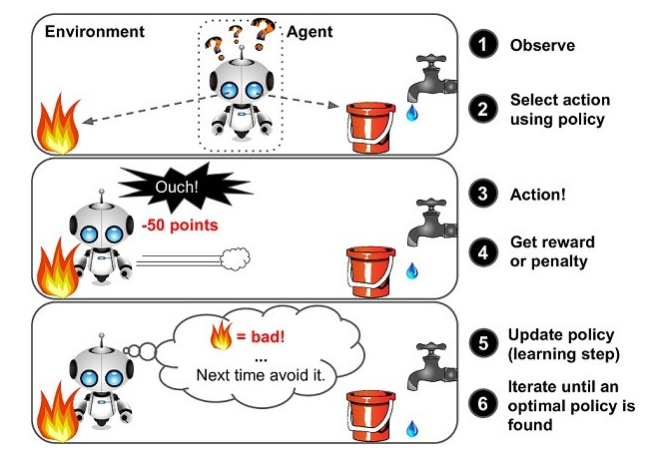 Environment
Agent
? ? ?
1 Observe
2 Select action
using policy
Ouch!
-50 points
3 Action!
4 Get reward
or penalty
= bad!
...
Next time avoid it.
5 Update policy
(learning step)
6 Iterate until an
optimal policy is
found